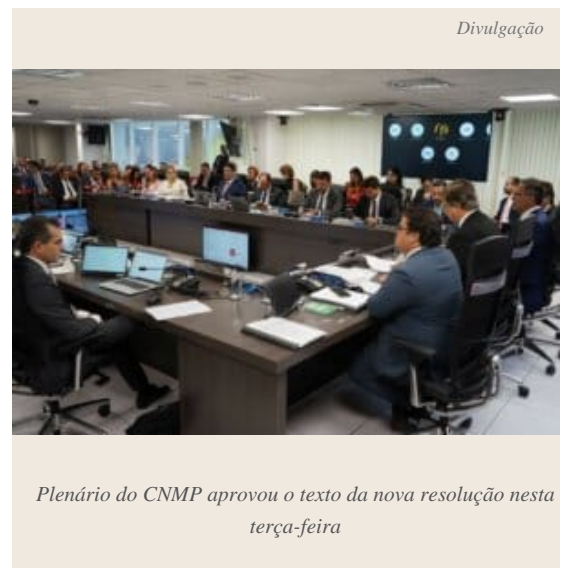 Divulgação
Plenário do CNMP aprovou o texto da nova resolução nesta
terça-feira